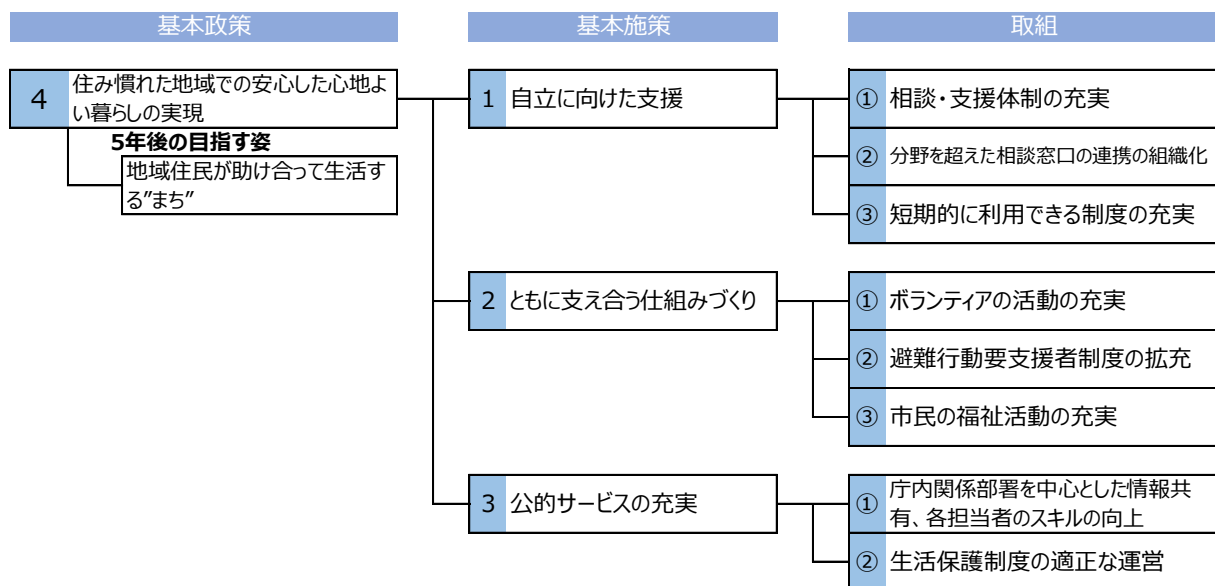 基本政策
基本施策
取組
4
住み慣れた地域での安心した心地よ
い暮らしの実現
5年後の目指す姿
地域住民が助け合って生活す
る"まち"
1 自立に向けた支援
① 相談・支援体制の充実
② 分野を超えた相談窓口の連携の組織化
③ 短期的に利用できる制度の充実
2 ともに支え合う仕組みづくり
① ボランティアの活動の充実
② 避難行動要支援者制度の拡充
③ 市民の福祉活動の充実
3 公的サービスの充実
① 庁内関係部署を中心とした情報共
有、各担当者のスキルの向上
② 生活保護制度の適正な運営